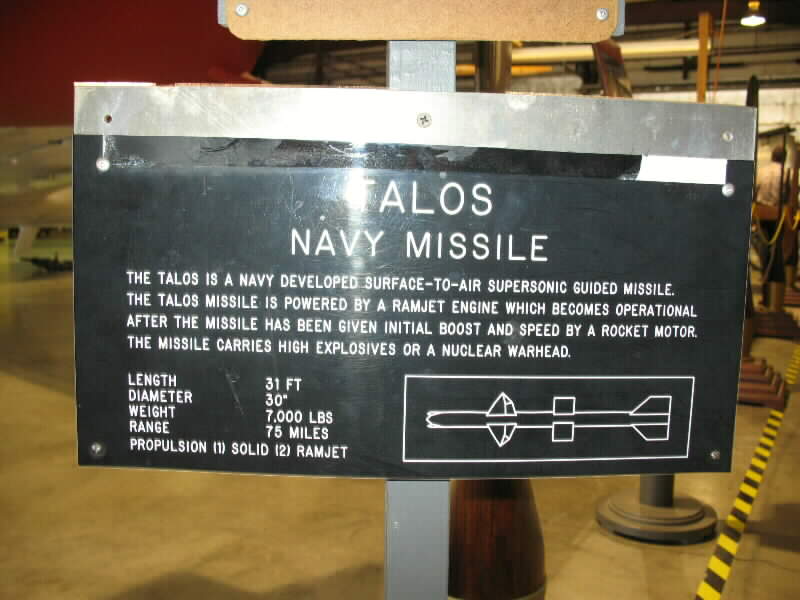 TALOS
NAVY MISSILE
THE TALOS IS A NAVY DEVELOPED SURFACE-TO-AIR SUPERSONIC GUIDED MISSILE.
THE TALOS MISSILE IS POWERED BY A RAMJET ENGINE WHICH BECOMES OPERATIONAL
AFTER THE MISSILE HAS BEEN GIVEN INITIAL BOOST AND SPEED BY A ROCKET MOTOR.
THE MISSILE CARRIES HIGH EXPLOSIVES OR A NUCLEAR WARHEAD.
LENGTH 31 FT
DIAMETER 30"
WEIGHT 7,000 LBS
RANGE 75 MILES
PROPULSION (1) SOLID (2) RAMJET